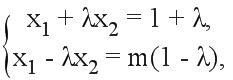 x₁ + λx₂ = 1 + λ,
x₁ - λx₂ = m(1 - λ),